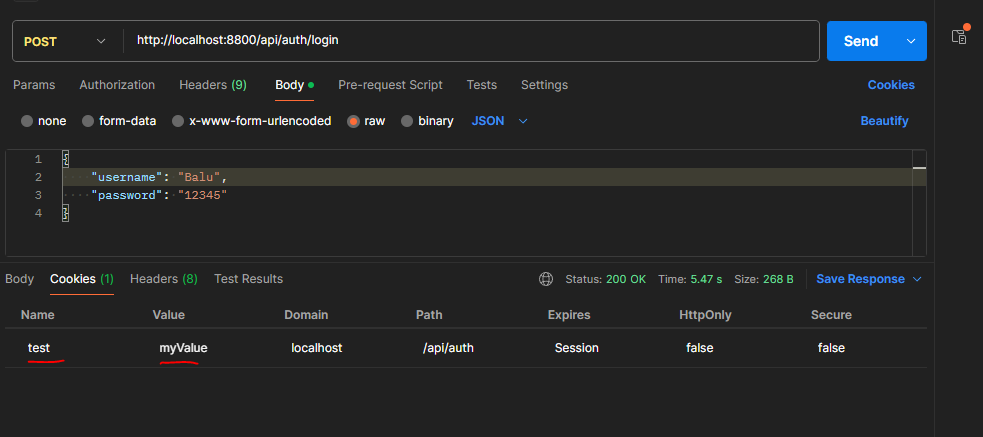 POST http://localhost:8800/api/auth/login Send
Params Authorization Headers (9) Body Pre-request Script Tests Settings Cookies
none form-data x-www-form-urlencoded raw binary JSON Beautify
1 {
2 "username": "Balu",
3 "password": "12345"
4 }
Body Cookies (1) Headers (8) Test Results Status: 200 OK Time: 5.47 s Size: 268 B Save Response
Name Value Domain Path Expires HttpOnly Secure
test myValue localhost /api/auth Session false false